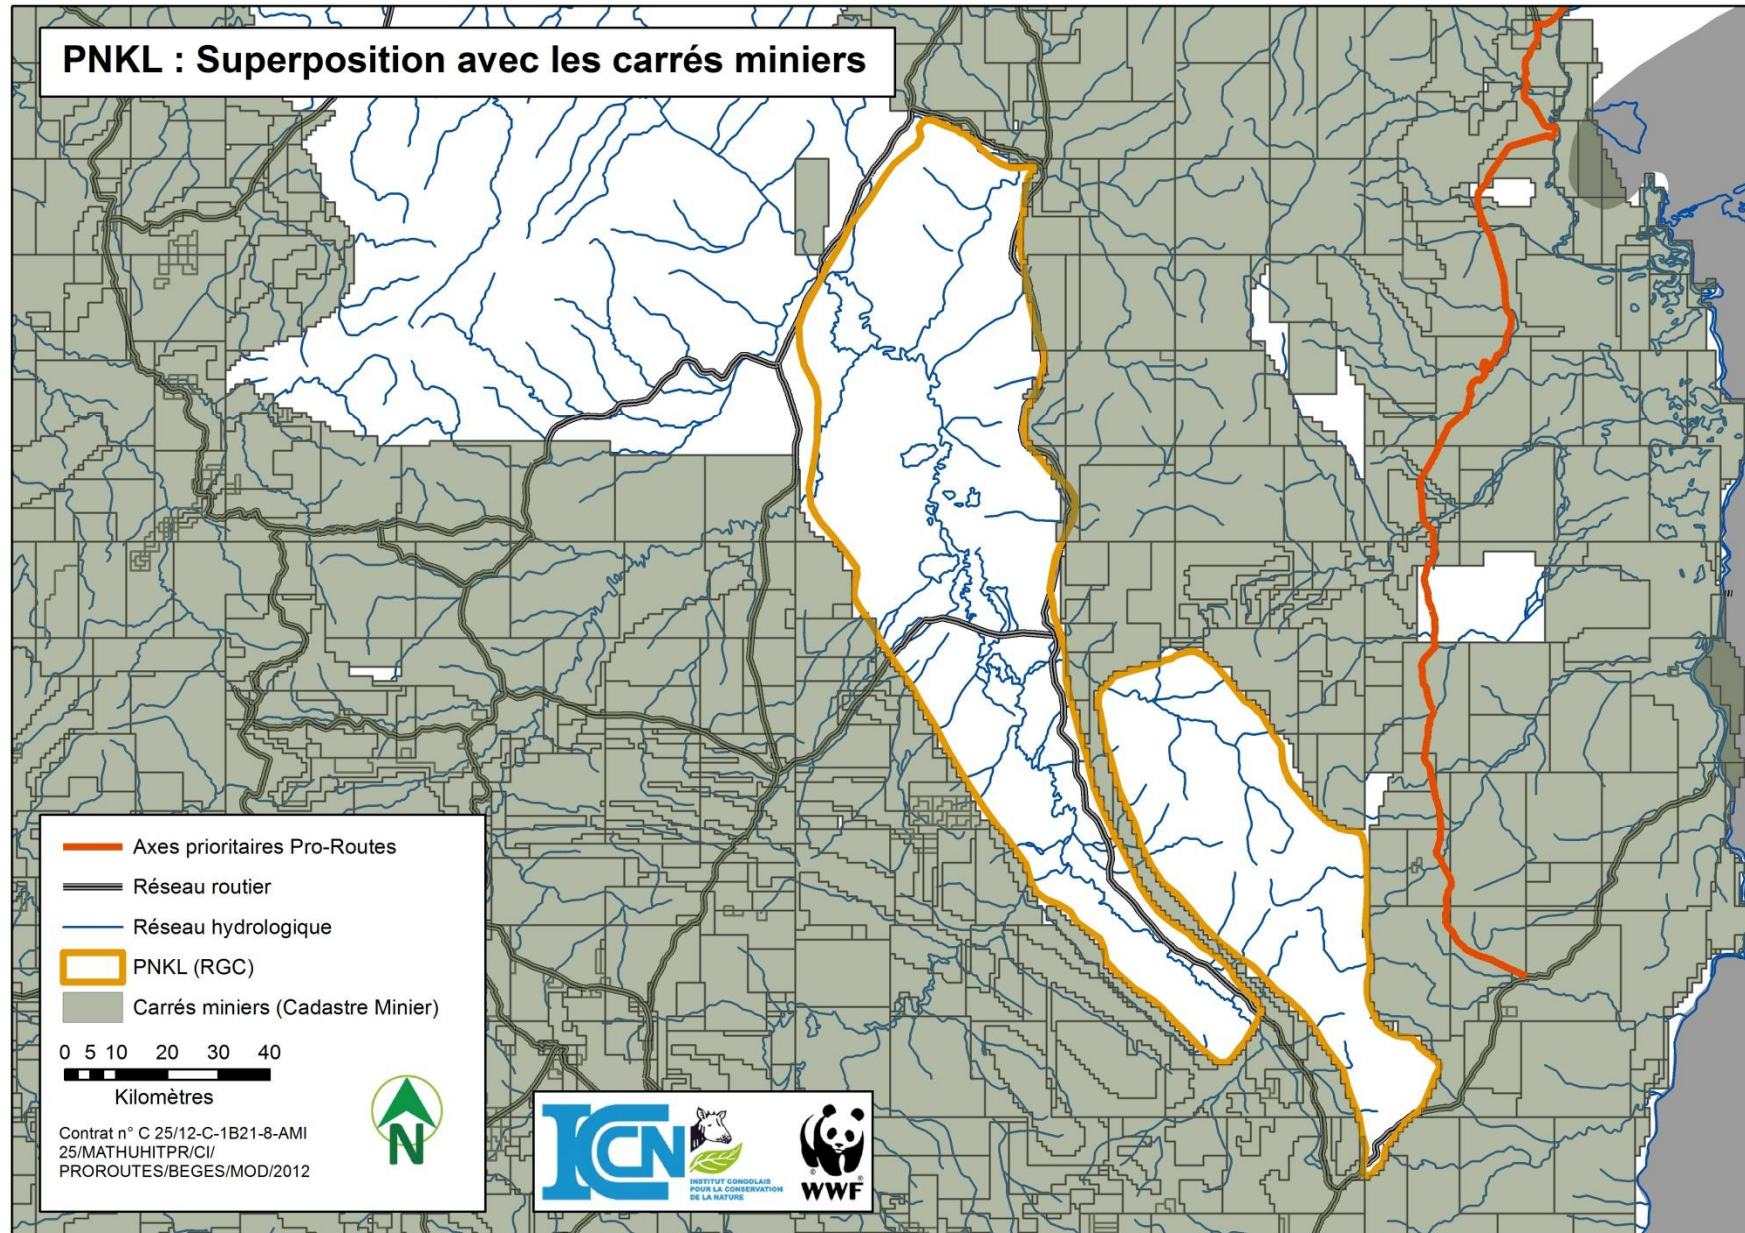 PNKL : Superposition avec les carrés miniers
Axes prioritaires Pro-Routes
Réseau routier
Réseau hydrologique
PNKL (RGC)
Carrés miniers (Cadastre Minier)
0 5 10 20 30 40
Kilomètres
Contrat n° C 25/12-C-1B21-8-AMI
25/MATHUHITPR/CI/
PROROUTES/BEGES/MOD/2012
N
ICCN
INSTITUT CONGOLAIS
POUR LA CONSERVATION
DE LA NATURE
WWF